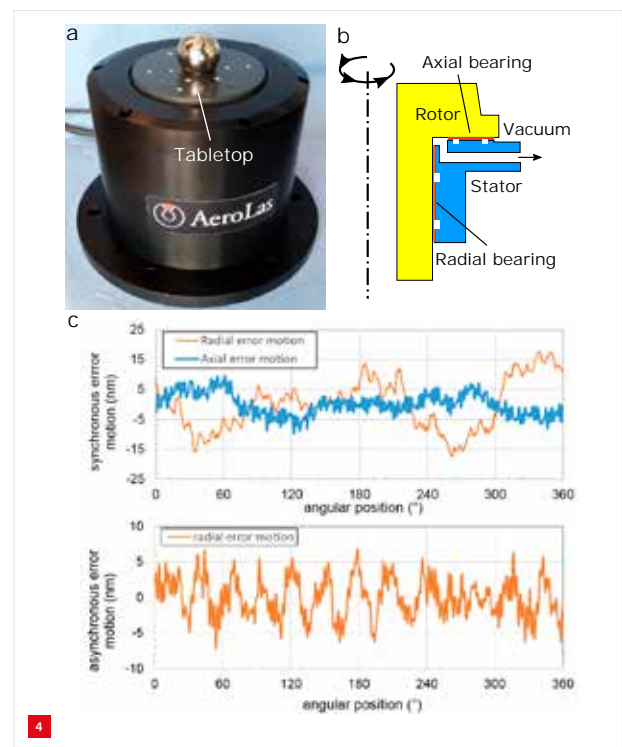 a
Tabletop
AeroLas
b
Axial bearing
Rotor
Vacuum
Stator
Radial bearing
c
synchronous errror
motion (nm)
25
15
5
-5
-15
-25
Radial error motion
Axial error motion
0
60
120
180
240
300
360
angular position (°)
asynchronous error
motion (nm)
10
5
0
-5
-10
radial error motion
0
60
120
180
240
300
360
angular position (°)
4